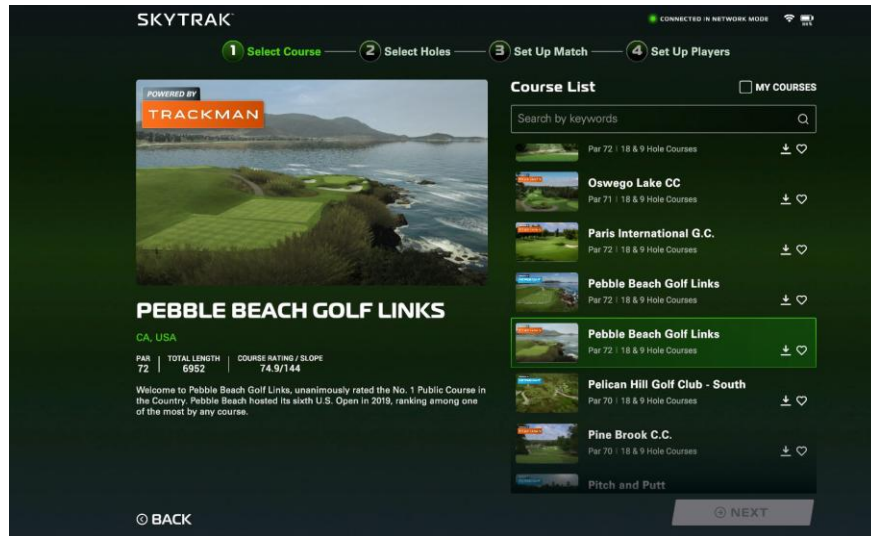 SKYTRAK
CONNECTED IN NETWORK MODE
1 Select Course
2 Select Holes
3 Set Up Match
4 Set Up Players
POWERED BY
TRACKMAN
PEBBLE BEACH GOLF LINKS
CA, USA
PAR TOTAL LENGTH COURSE RATING / SLOPE
72 6952 74.9/144
Welcome to Pebble Beach Golf Links, unanimously rated the No. 1 Public Course in
the Country. Pebble Beach hosted its sixth U.S. Open in 2019, ranking among one
of the most by any course.
Course List
MY COURSES
Search by keywords
Par 72 | 18 & 9 Hole Courses
Oswego Lake CC
Par 71 | 18 & 9 Hole Courses
Paris International G.C.
Par 72 | 18 & 9 Hole Courses
Pebble Beach Golf Links
Par 72 | 18 & 9 Hole Courses
Pebble Beach Golf Links
Par 72 | 18 & 9 Hole Courses
Pelican Hill Golf Club - South
Par 70 | 18 & 9 Hole Courses
Pine Brook C.C.
Par 70 | 18 & 9 Hole Courses
Pitch and Putt
BACK
NEXT